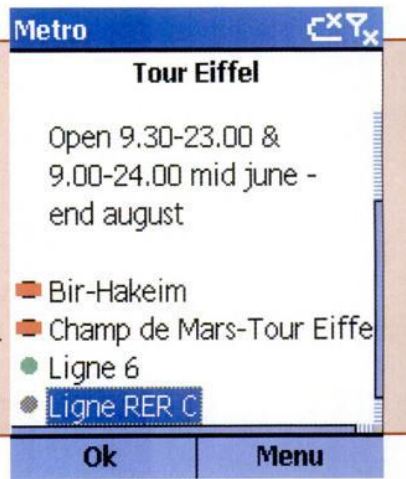 Metro
Tour Eiffel
Open 9.30-23.00 &
9.00-24.00 mid june -
end august
Bir-Hakeim
Champ de Mars-Tour Eiffe
Ligne 6
Ligne RER C
Ok Menu